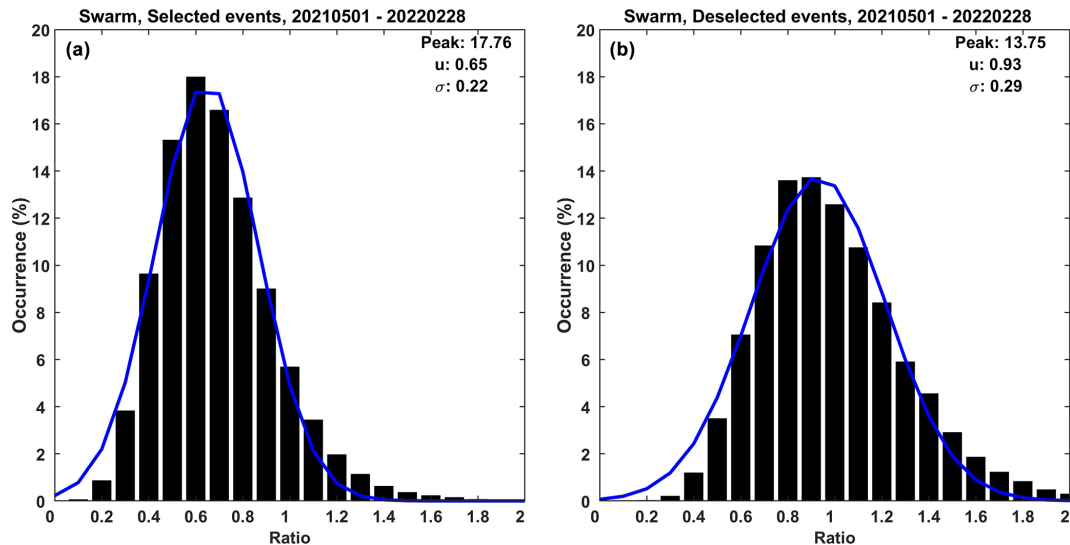 Swarm, Selected events, 20210501 - 20220228
(a)
Peak: 17.76
u: 0.65
σ: 0.22
20
18
16
14
12
10
8
6
4
2
0
Occurrence (%)
0 0.2 0.4 0.6 0.8 1 1.2 1.4 1.6 1.8 2
Ratio
Swarm, Deselected events, 20210501 - 20220228
(b)
Peak: 13.75
u: 0.93
σ: 0.29
20
18
16
14
12
10
8
6
4
2
0
Occurrence (%)
0 0.2 0.4 0.6 0.8 1 1.2 1.4 1.6 1.8 2
Ratio